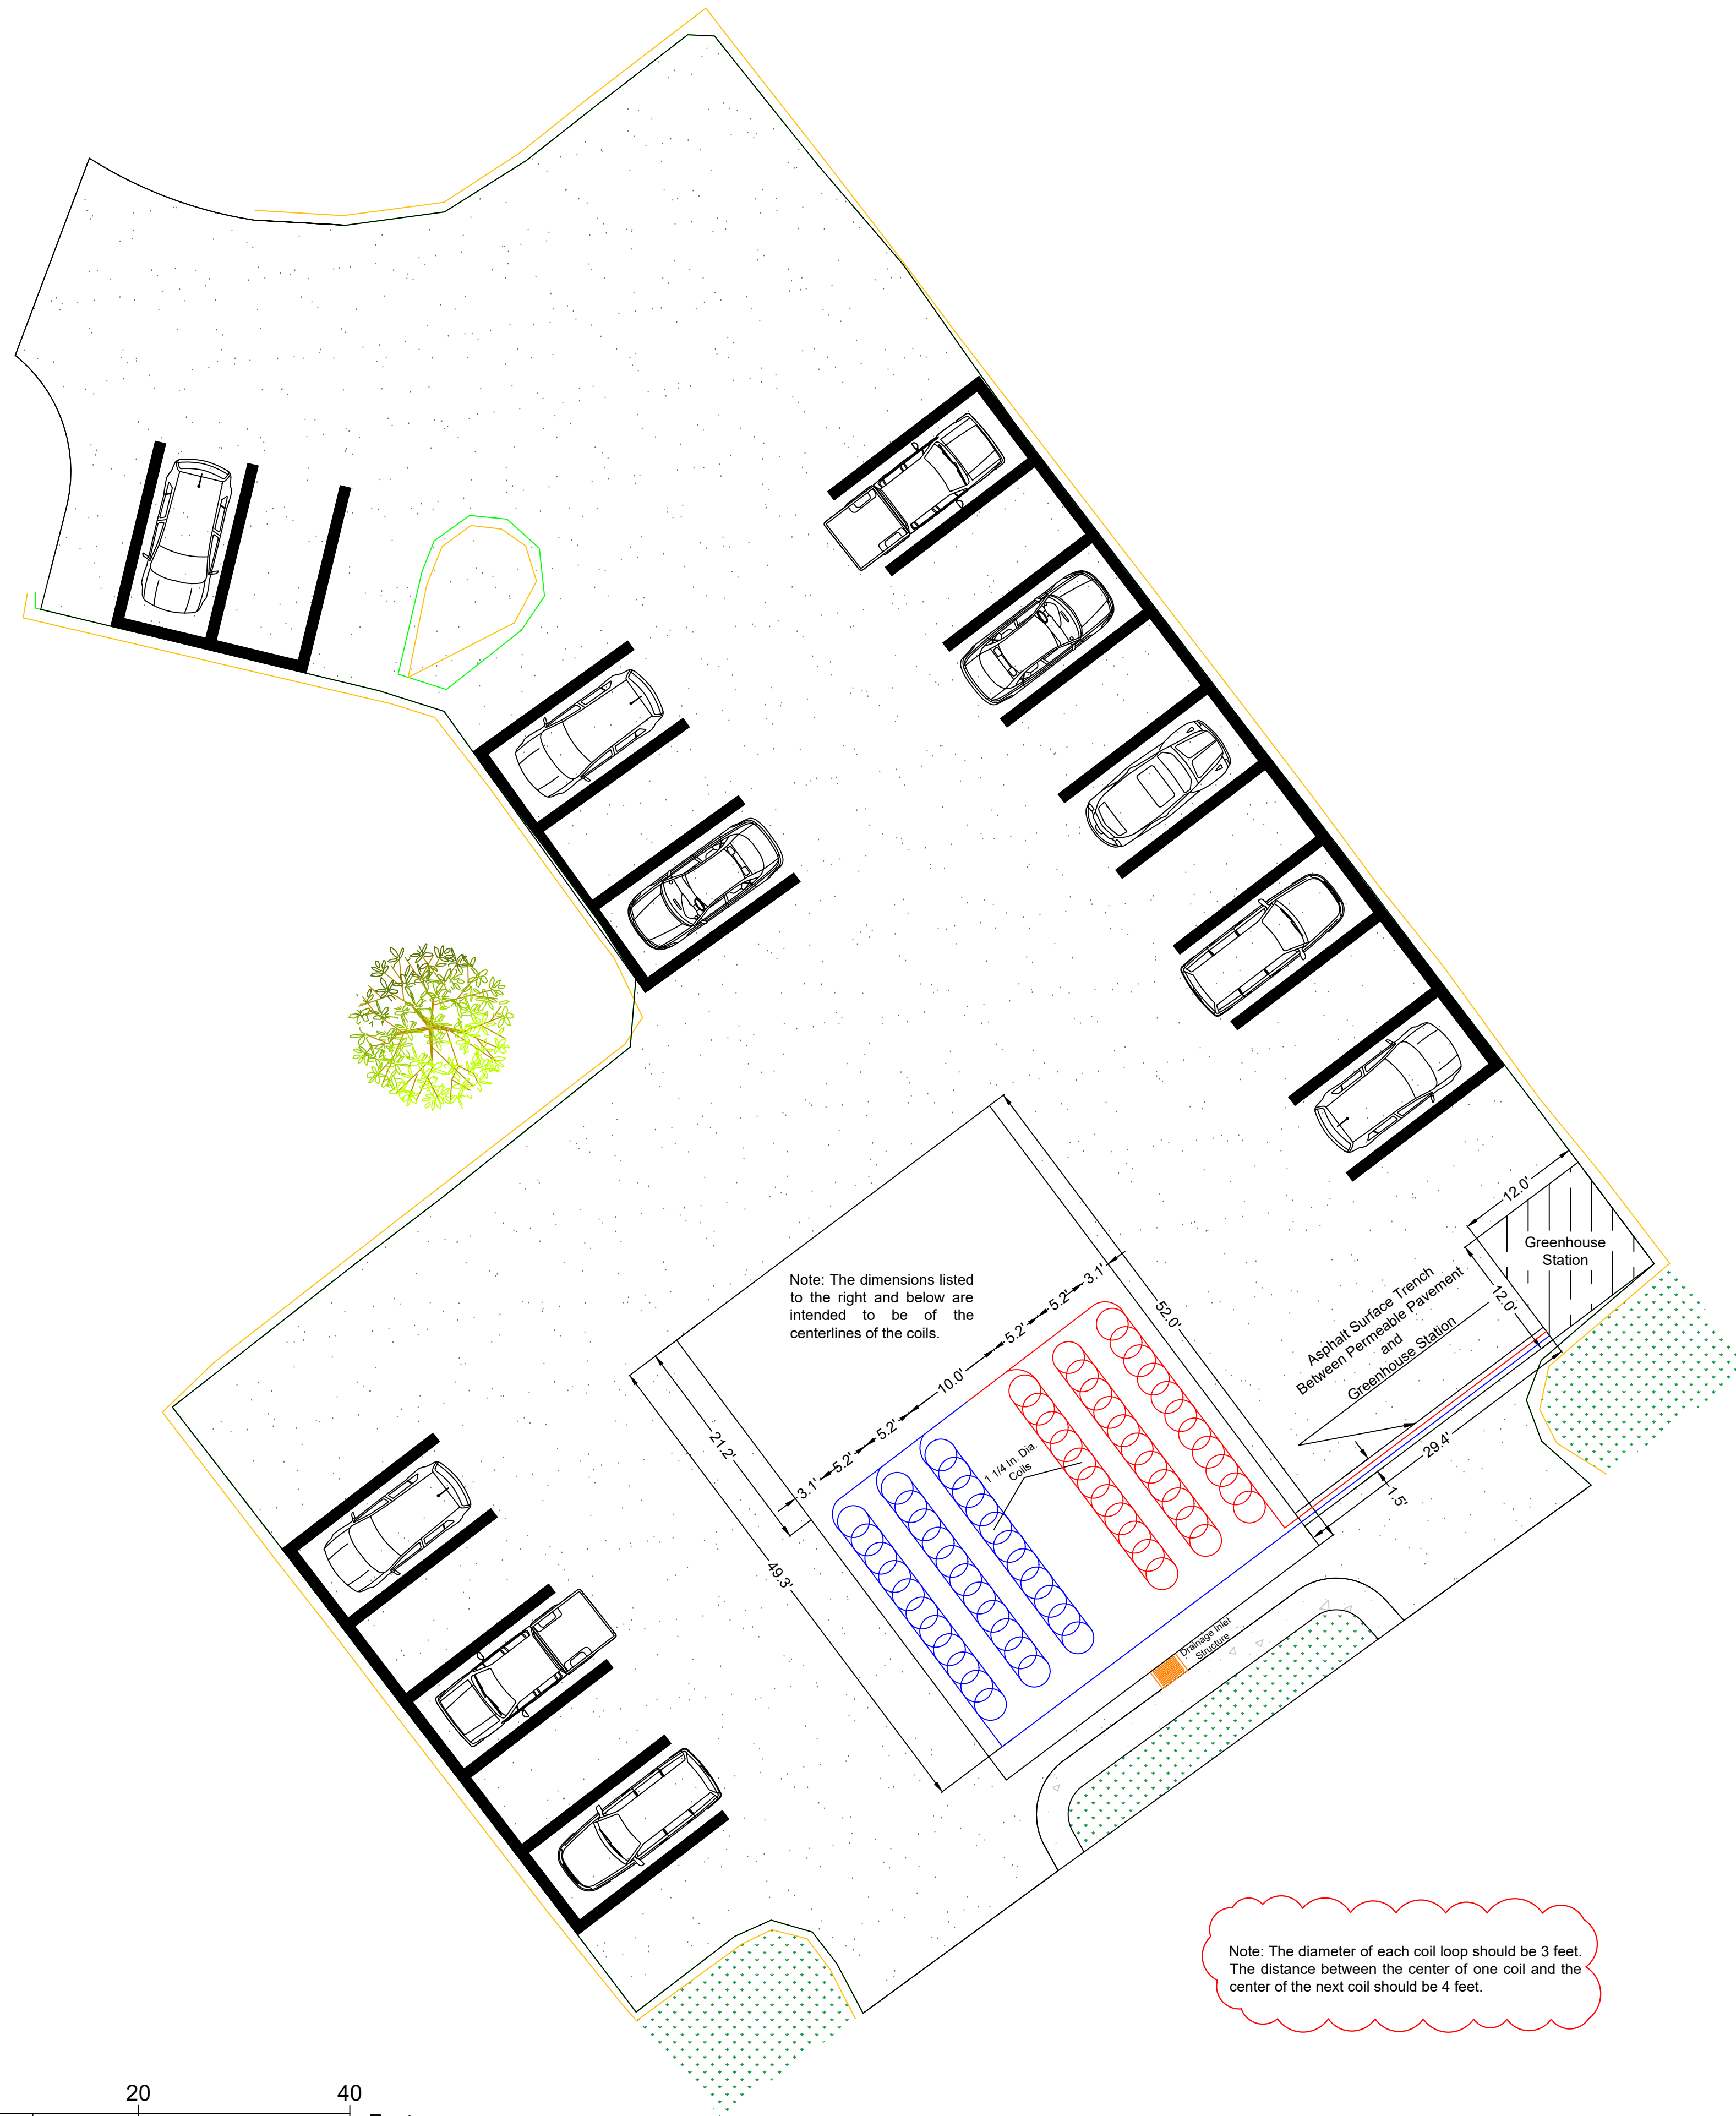 12.0'
Greenhouse
Station
12.0'
Asphalt Surface Trench
Between Permeable Pavement
and
Greenhouse Station
Note: The dimensions listed
to the right and below are
intended to be of the
centerlines of the coils.
3.1'
5.2'
5.2'
10.0'
5.2'
5.2'
3.1'
52.0'
21.2'
49.3'
1 1/4 In. Dia.
Coils
29.4'
1.5'
Drainage Inlet
Structure
Note: The diameter of each coil loop should be 3 feet.
The distance between the center of one coil and the
center of the next coil should be 4 feet.
20
40